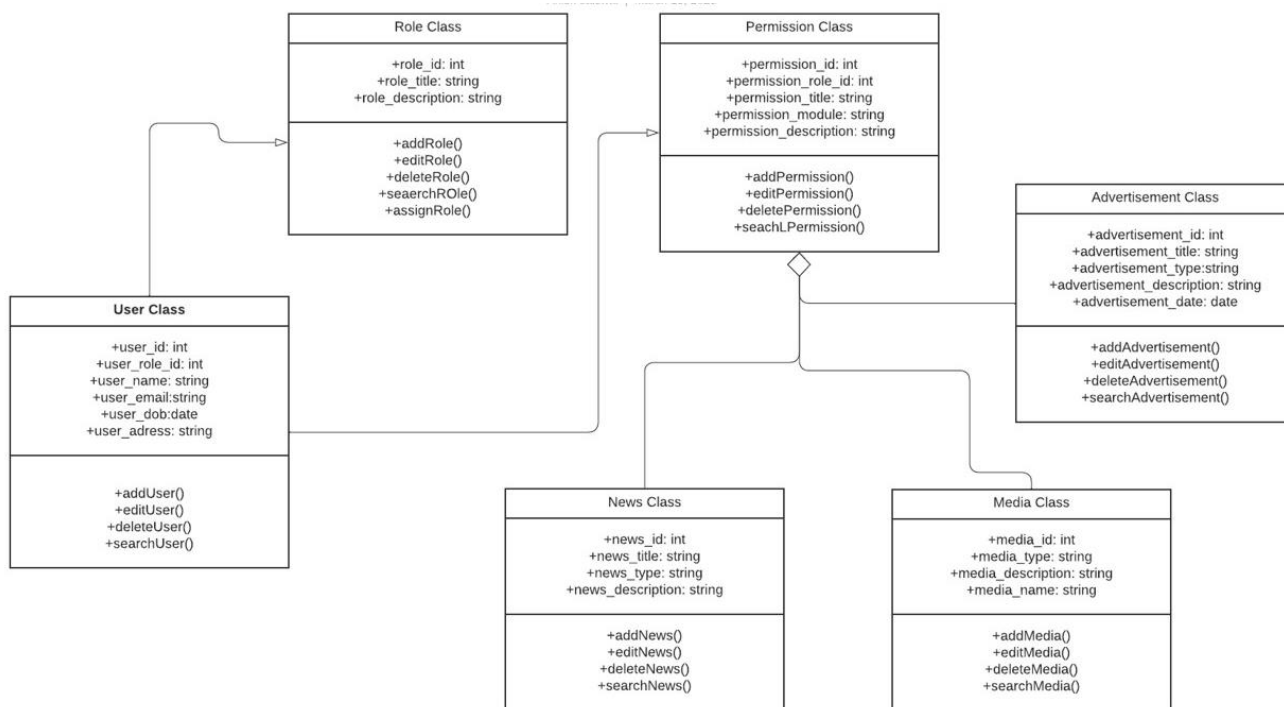 Role Class
+role_id: int
+role_title: string
+role_description: string
+addRole()
+editRole()
+deleteRole()
+seaerchROle()
+assignRole()
Permission Class
+permission_id: int
+permission_role_id: int
+permission_title: string
+permission_module: string
+permission_description: string
+addPermission()
+editPermission()
+deletePermission()
+seachLPermission()
Advertisement Class
+advertisement_id: int
+advertisement_title: string
+advertisement_type:string
+advertisement_description: string
+advertisement_date: date
+addAdvertisement()
+editAdvertisement()
+deleteAdvertisement()
+searchAdvertisement()
User Class
+user_id: int
+user_role_id: int
+user_name: string
+user_email:string
+user_dob:date
+user_adress: string
+addUser()
+editUser()
+deleteUser()
+searchUser()
News Class
+news_id: int
+news_title: string
+news_type: string
+news_description: string
+addNews()
+editNews()
+deleteNews()
+searchNews()
Media Class
+media_id: int
+media_type: string
+media_description: string
+media_name: string
+addMedia()
+editMedia()
+deleteMedia()
+searchMedia()